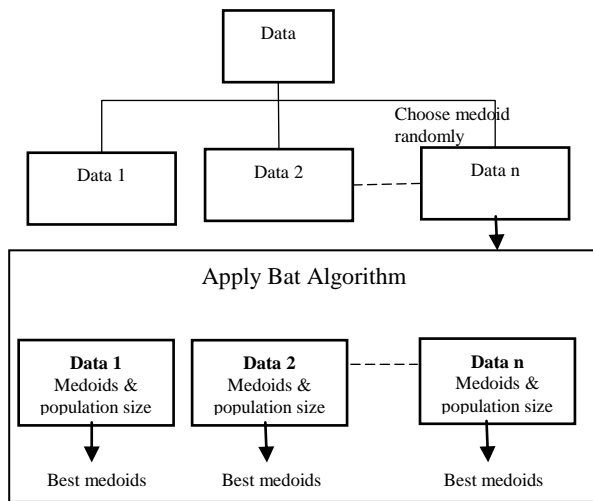 Data
Choose medoid
randomly
Data 1
Data 2
Data n
Apply Bat Algorithm
Data 1
Medoids &
population size
Data 2
Medoids &
population size
Data n
Medoids &
population size
Best medoids
Best medoids
Best medoids